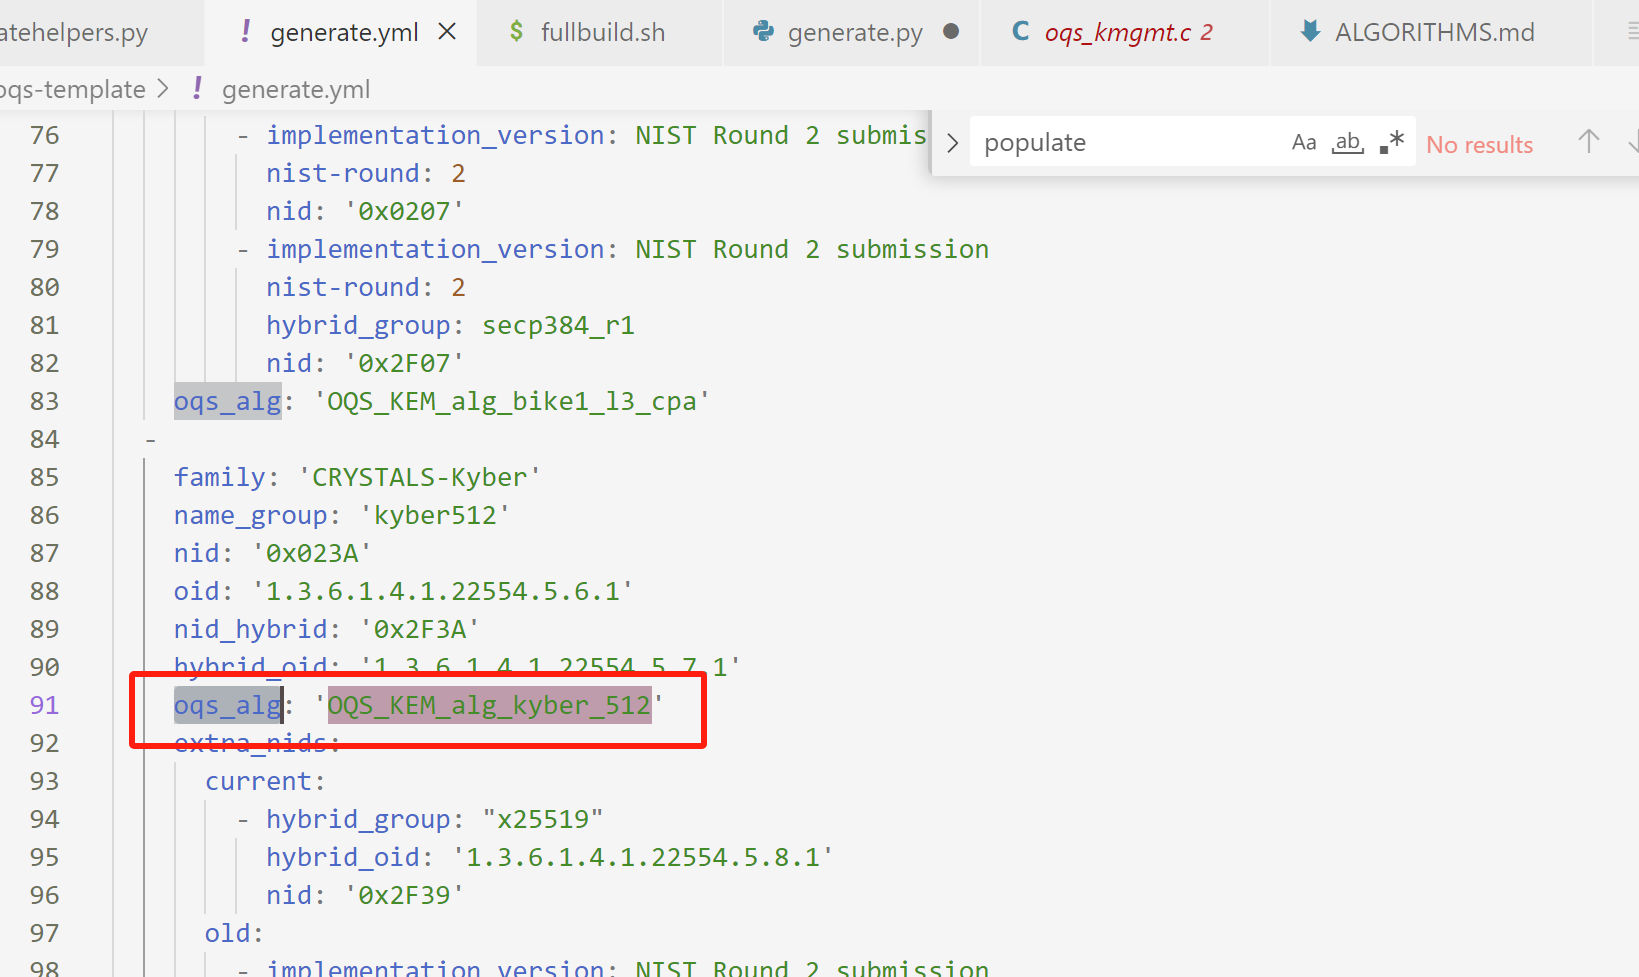 atehelpers.py ! generate.yml $ fullbuild.sh generate.py C oqs_kmgmt.c 2 ALGORITHMS.md
oqs-template > ! generate.yml
populate Aa ab .* No results
76 - implementation_version: NIST Round 2 submis
77 nist-round: 2
78 nid: '0x0207'
79 - implementation_version: NIST Round 2 submission
80 nist-round: 2
81 hybrid_group: secp384_r1
82 nid: '0x2F07'
83 oqs_alg: 'OQS_KEM_alg_bike1_l3_cpa'
84 -
85 family: 'CRYSTALS-Kyber'
86 name_group: 'kyber512'
87 nid: '0x023A'
88 oid: '1.3.6.1.4.1.22554.5.6.1'
89 nid_hybrid: '0x2F3A'
90 hybrid_oid: '1.3.6.1.4.1.22554.5.7.1'
91 oqs_alg: 'OQS_KEM_alg_kyber_512'
92 extra_nids:
93 current:
94 - hybrid_group: "x25519"
95 hybrid_oid: '1.3.6.1.4.1.22554.5.8.1'
96 nid: '0x2F39'
97 old:
98 - implementation_version: NIST Round 2 submission